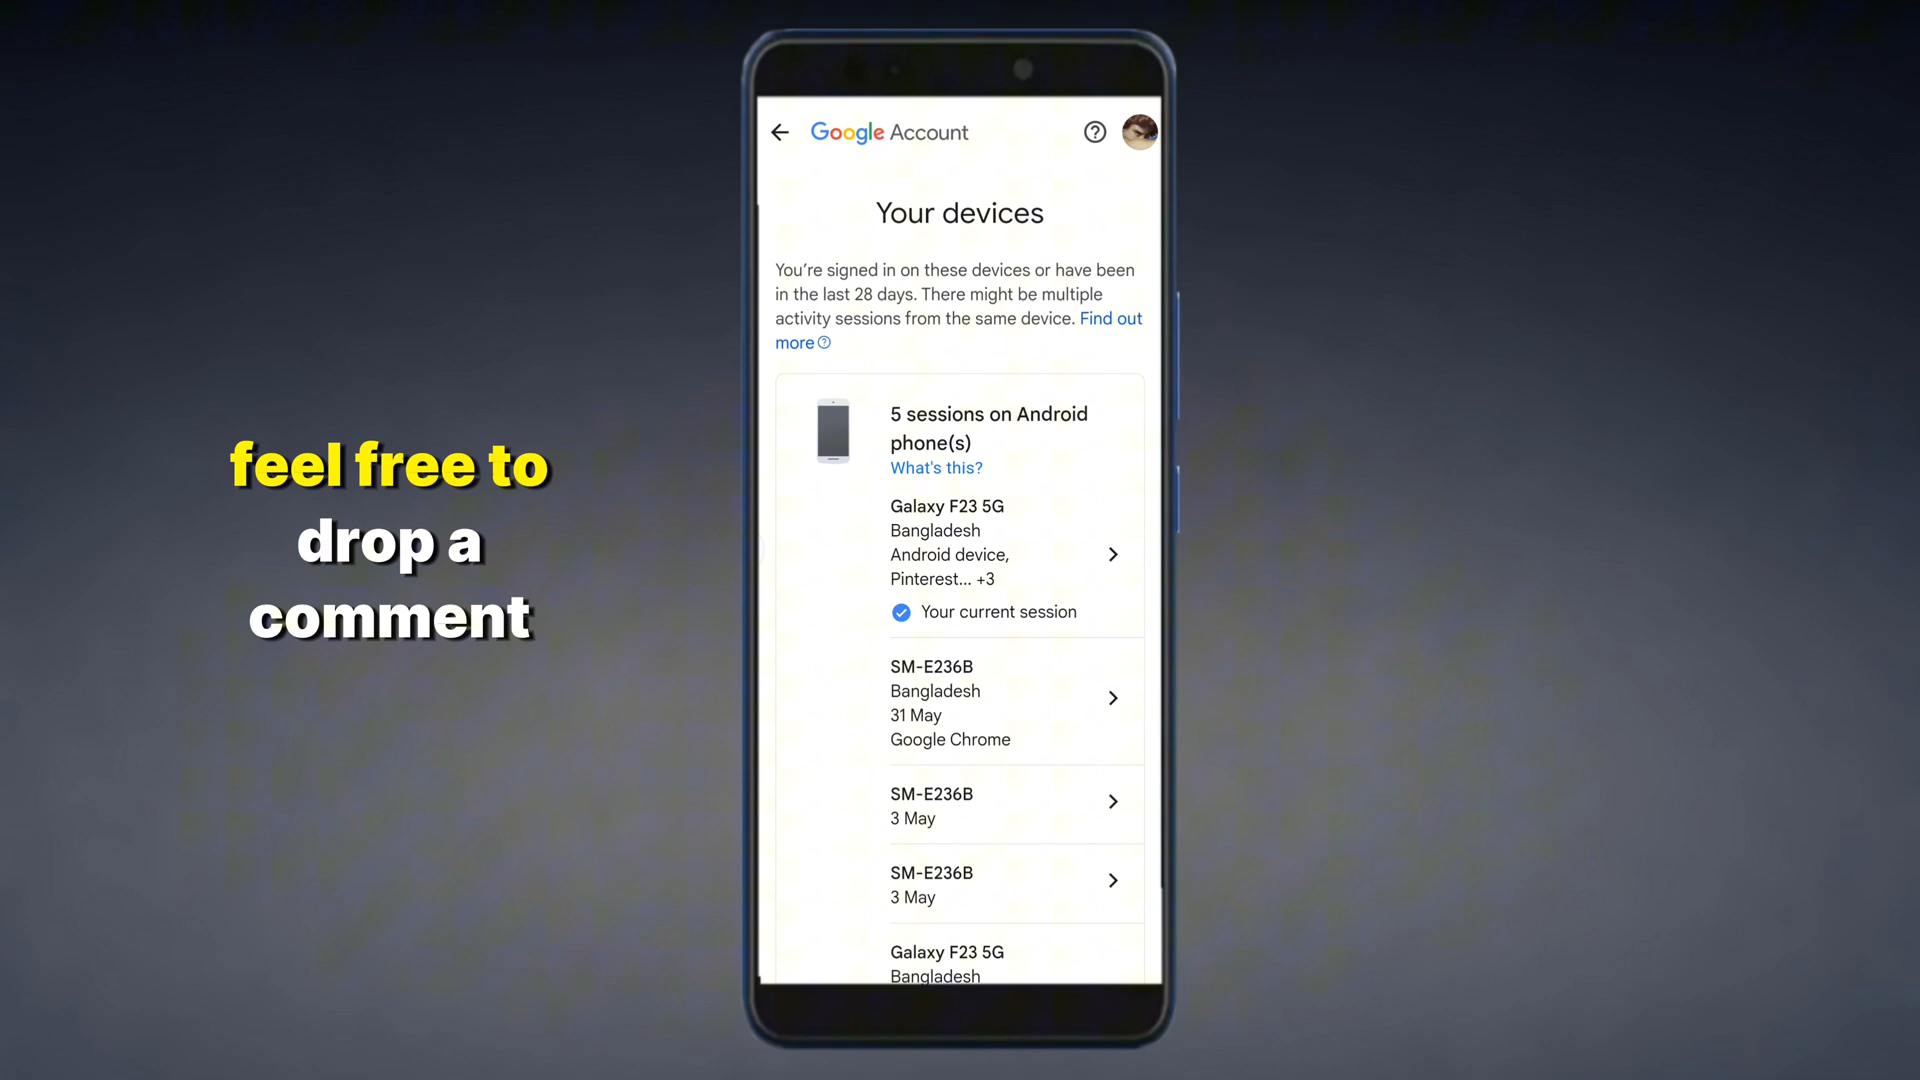 feel free to
drop a
comment
Google Account
Your devices
You're signed in on these devices or have been
in the last 28 days. There might be multiple
activity sessions from the same device. Find out
more
5 sessions on Android
phone(s)
What's this?
Galaxy F23 5G
Bangladesh
Android device,
Pinterest... +3
Your current session
SM-E236B
Bangladesh
31 May
Google Chrome
SM-E236B
3 May
SM-E236B
3 May
Galaxy F23 5G
Bangladesh